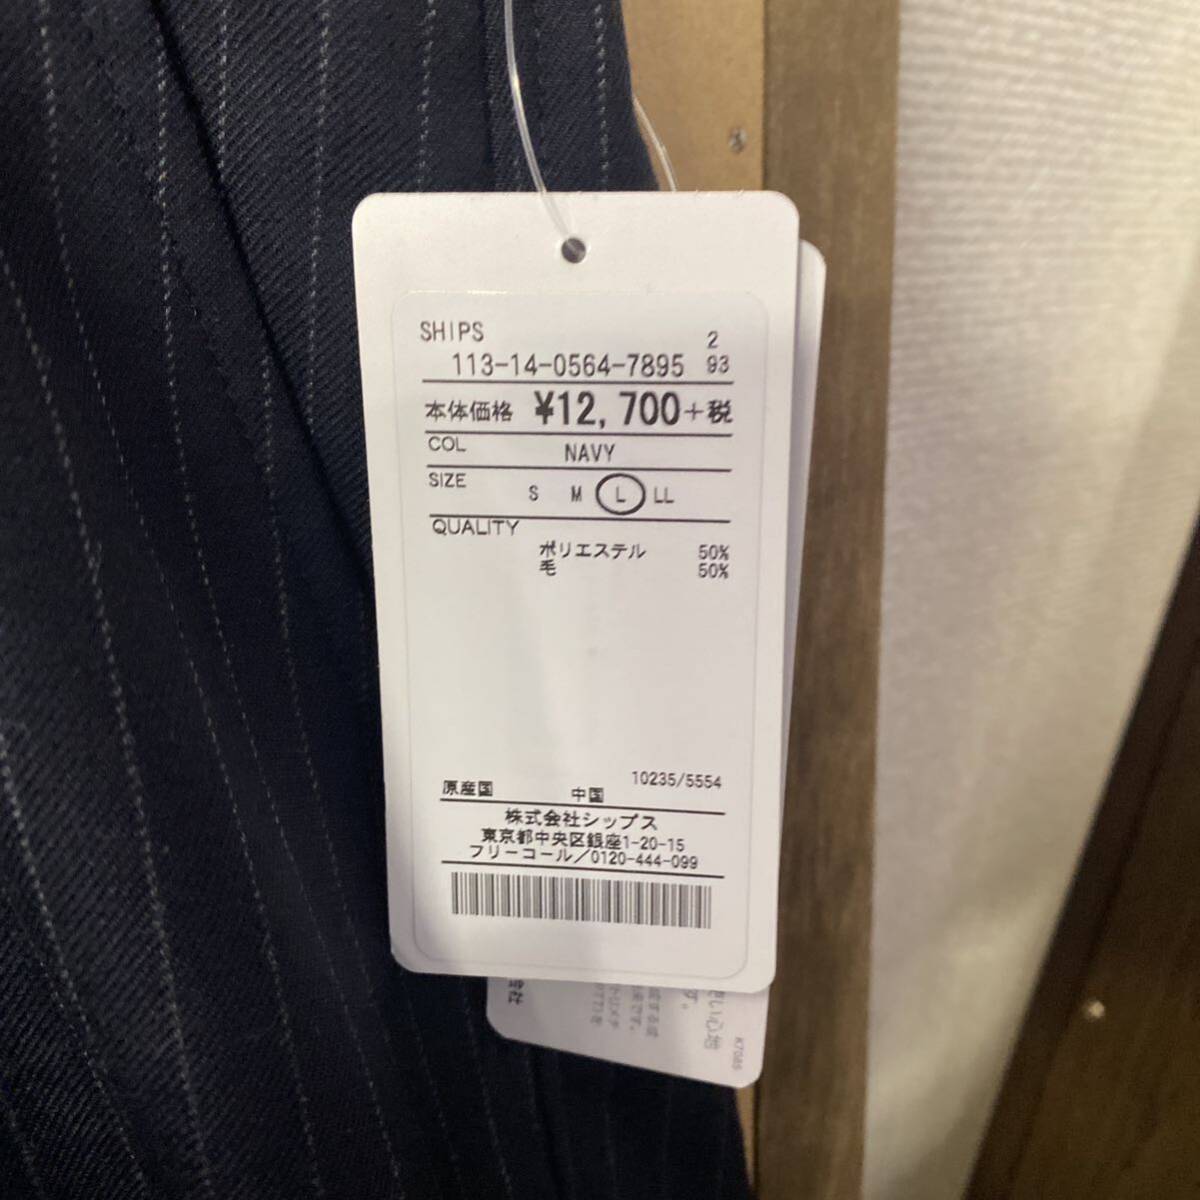 SHIPS
2
113-14-0564-7895 93
本体価格 ¥12,700+税
COL NAVY
SIZE S M L LL
QUALITY
ポリエステル 50%
毛 50%
10235/5554
原産国 中国
株式会社シップス
東京都中央区銀座1-20-15
フリーコール/0120-444-099
会社
K7085